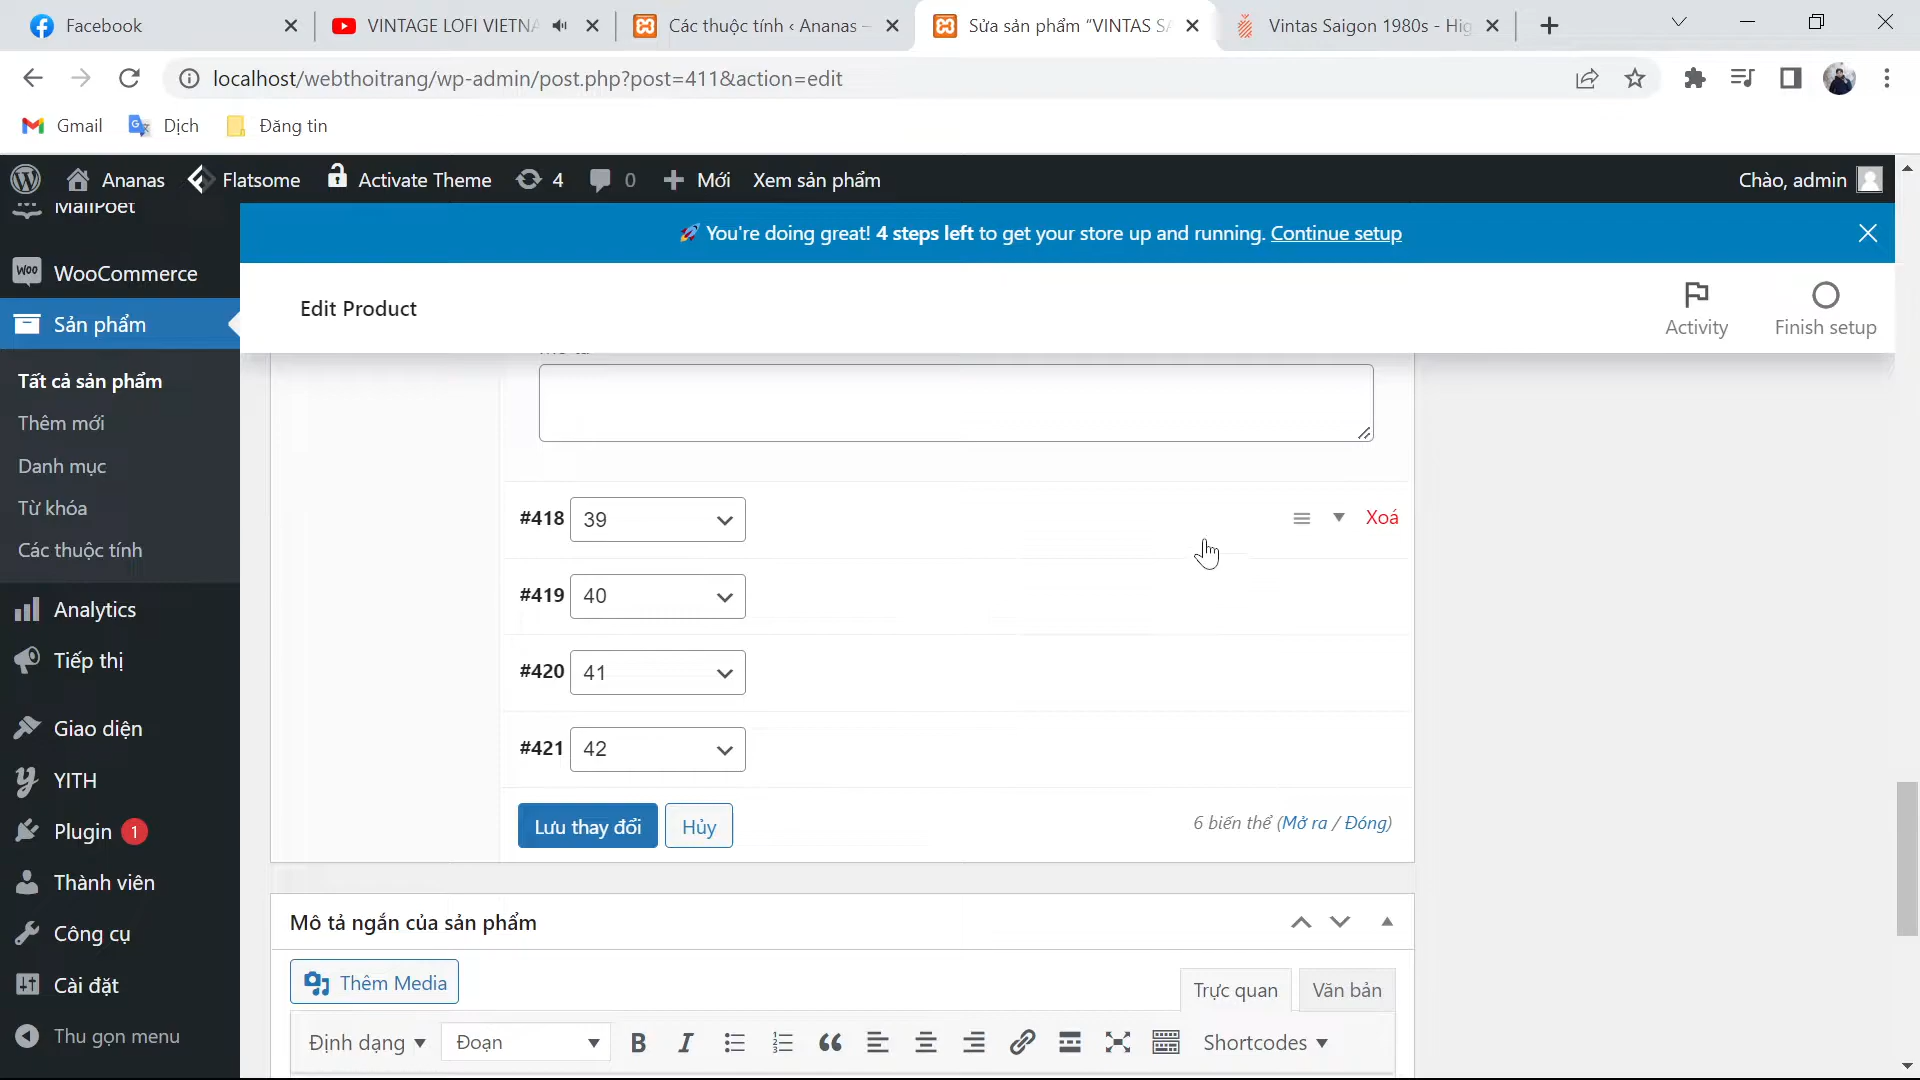 Facebook
VINTAGE LOFI VIETNA
Các thuộc tính ‹ Ananas –
Sửa sản phẩm “VINTAS SA
Vintas Saigon 1980s - Hig
localhost/webthoitrang/wp-admin/post.php?post=411&action=edit
Gmail
Dịch
Đăng tin
Ananas
Flatsome
Activate Theme
4
0
Mới
Xem sản phẩm
Chào, admin
MailPoet
🚀 You're doing great! 4 steps left to get your store up and running. Continue setup
Woo
WooCommerce
Edit Product
Activity
Finish setup
Sản phẩm
Tất cả sản phẩm
Thêm mới
Danh mục
Từ khóa
Các thuộc tính
Analytics
Tiếp thị
Giao diện
YITH
Plugin 1
Thành viên
Công cụ
Cài đặt
Thu gọn menu
#418 39
Xoá
#419 40
#420 41
#421 42
Lưu thay đổi
Hủy
6 biến thể (Mở ra / Đóng)
Mô tả ngắn của sản phẩm
Thêm Media
Trực quan
Văn bản
Định dạng
Đoạn
Shortcodes